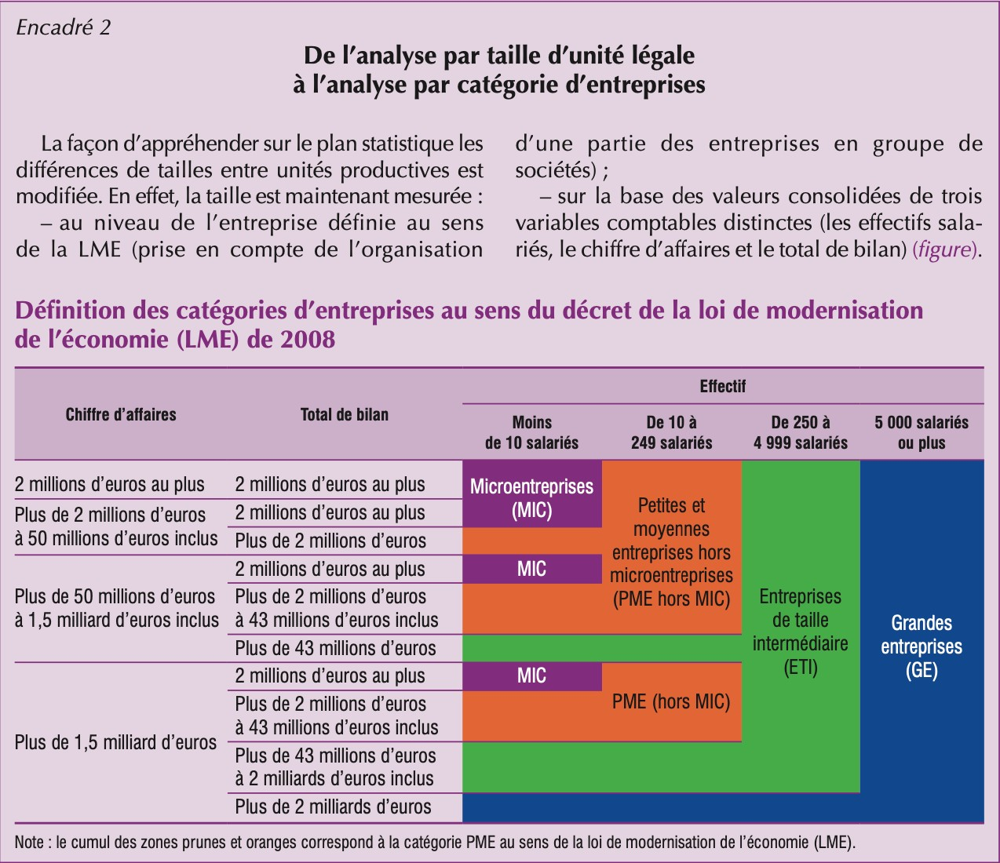 Encadré 2
De l’analyse par taille d’unité légale
à l’analyse par catégorie d’entreprises
La façon d’appréhender sur le plan statistique les
différences de tailles entre unités productives est
modifiée. En effet, la taille est maintenant mesurée :
– au niveau de l’entreprise définie au sens
de la LME (prise en compte de l’organisation
d’une partie des entreprises en groupe de
sociétés) ;
– sur la base des valeurs consolidées de trois
variables comptables distinctes (les effectifs sala-
riés, le chiffre d’affaires et le total de bilan) (figure).
Définition des catégories d’entreprises au sens du décret de la loi de modernisation
de l’économie (LME) de 2008
Chiffre d’affaires
Total de bilan
Effectif
Moins
de 10 salariés
De 10 à
249 salariés
De 250 à
4 999 salariés
5 000 salariés
ou plus
2 millions d’euros au plus
2 millions d’euros au plus
Plus de 2 millions d’euros
à 50 millions d’euros inclus
2 millions d’euros au plus
Plus de 2 millions d’euros
Plus de 50 millions d’euros
à 1,5 milliard d’euros inclus
2 millions d’euros au plus
Plus de 2 millions d’euros
à 43 millions d’euros inclus
Plus de 43 millions d’euros
Plus de 1,5 milliard d’euros
2 millions d’euros au plus
Plus de 2 millions d’euros
à 43 millions d’euros inclus
Plus de 43 millions d’euros
à 2 milliards d’euros inclus
Plus de 2 milliards d’euros
Microentreprises
(MIC)
MIC
MIC
Petites et
moyennes
entreprises hors
microentreprises
(PME hors MIC)
PME (hors MIC)
Entreprises
de taille
intermédiaire
(ETI)
Grandes
entreprises
(GE)
Note : le cumul des zones prunes et oranges correspond à la catégorie PME au sens de la loi de modernisation de l’économie (LME).